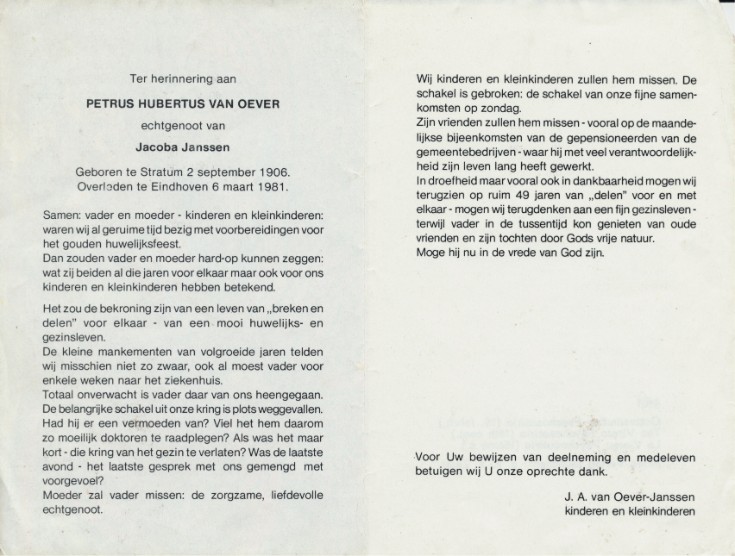 Ter herinnering aan
PETRUS HUBERTUS VAN OEVER
echtgenoot van
Jacoba Janssen
Geboren te Stratum 2 september 1906.
Overleden te Eindhoven 6 maart 1981.
Samen: vader en moeder - kinderen en kleinkinderen:
waren wij al geruime tijd bezig met voorbereidingen voor
het gouden huwelijksfeest.
Dan zouden vader en moeder hard-op kunnen zeggen:
wat zij beiden al die jaren voor elkaar maar ook voor ons
kinderen en kleinkinderen hebben betekend.
Het zou de bekroning zijn van een leven van „breken en
delen” voor elkaar - van een mooi huwelijks- en
gezinsleven.
De kleine mankementen van volgroeide jaren telden
wij misschien niet zo zwaar, ook al moest vader voor
enkele weken naar het ziekenhuis.
Totaal onverwacht is vader daar van ons heengegaan.
De belangrijke schakel uit onze kring is plots weggevallen.
Had hij er een vermoeden van? Viel het hem daarom
zo moeilijk doktoren te raadplegen? Als was het maar
kort - die kring van het gezin te verlaten? Was de laatste
avond - het laatste gesprek met ons gemengd met
voorgevoel?
Moeder zal vader missen: de zorgzame, liefdevolle
echtgenoot.
Wij kinderen en kleinkinderen zullen hem missen. De
schakel is gebroken: de schakel van onze fijne samen-
komsten op zondag.
Zijn vrienden zullen hem missen - vooral op de maande-
lijkse bijeenkomsten van de gepensioneerden van de
gemeentebedrijven - waar hij met veel verantwoordelijk-
heid zijn leven lang heeft gewerkt.
In droefheid maar vooral ook in dankbaarheid mogen wij
terugzien op ruim 49 jaren van „delen” voor en met
elkaar - mogen wij terugdenken aan een fijn gezinsleven -
terwijl vader in de tussentijd kon genieten van oude
vrienden en zijn tochten door Gods vrije natuur.
Moge hij nu in de vrede van God zijn.
Voor Uw bewijzen van deelneming en medeleven
betuigen wij U onze oprechte dank.
J. A. van Oever-Janssen
kinderen en kleinkinderen